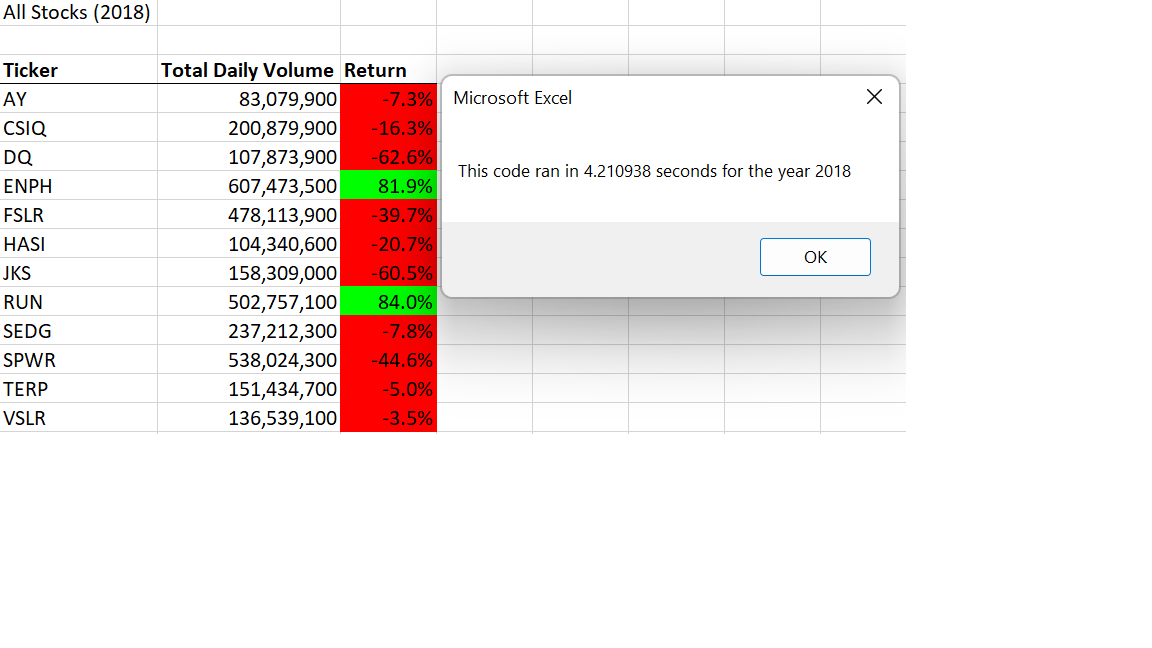 All Stocks (2018)
Ticker Total Daily Volume Return
AY 83,079,900 -7.3%
CSIQ 200,879,900 -16.3%
DQ 107,873,900 -62.6%
ENPH 607,473,500 81.9%
FSLR 478,113,900 -39.7%
HASI 104,340,600 -20.7%
JKS 158,309,000 -60.5%
RUN 502,757,100 84.0%
SEDG 237,212,300 -7.8%
SPWR 538,024,300 -44.6%
TERP 151,434,700 -5.0%
VSLR 136,539,100 -3.5%
Microsoft Excel
This code ran in 4.210938 seconds for the year 2018
OK